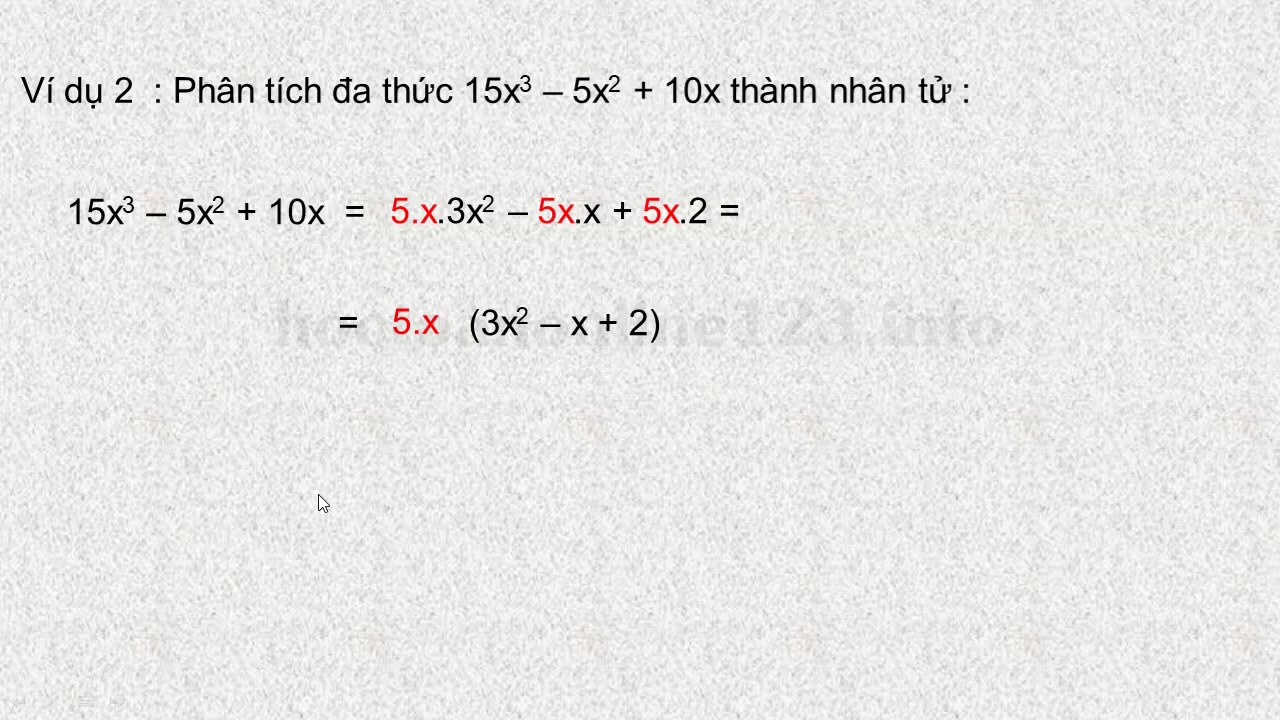 Ví dụ 2 : Phân tích đa thức 15x³ – 5x² + 10x thành nhân tử :
15x³ – 5x² + 10x = 5.x.3x² – 5x.x + 5x.2 =
= 5.x (3x² – x + 2)